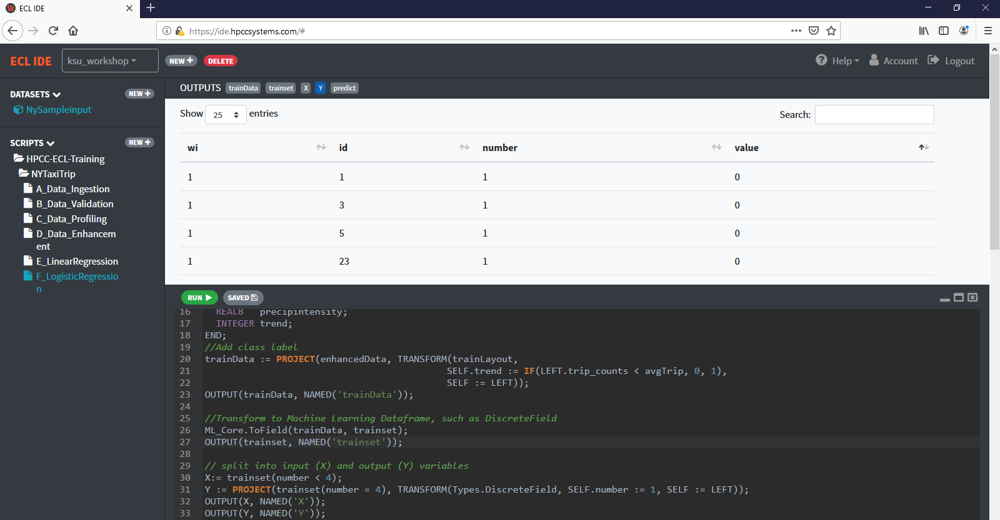 ECL IDE
https://ide.hpccsystems.com/#
ECL IDE
ksu_workshop
NEW
DELETE
Help
Account
Logout
DATASETS
NEW
NySampleinput
SCRIPTS
NEW
HPCC-ECL-Training
NYTaxiTrip
A_Data_Ingestion
B_Data_Validation
C_Data_Profiling
D_Data_Enhancem
ent
E_LinearRegression
F_LogisticRegressio
n
OUTPUTS trainData trainset X Y predict
Show 25 entries
Search:
wi id number value
1 1 1 0
1 3 1 0
1 5 1 0
1 23 1 0
RUN SAVED
16 REAL8 precipintensity;
17 INTEGER trend;
18 END;
19 //Add class label
20 trainData := PROJECT(enhancedData, TRANSFORM(trainLayout,
21 SELF.trend := IF(LEFT.trip_counts < avgTrip, 0, 1),
22 SELF := LEFT));
23 OUTPUT(trainData, NAMED('trainData'));
24
25 //Transform to Machine Learning Dataframe, such as DiscreteField
26 ML_Core.ToField(trainData, trainset);
27 OUTPUT(trainset, NAMED('trainset'));
28
29 // split into input (X) and output (Y) variables
30 X:= trainset(number < 4);
31 Y := PROJECT(trainset(number = 4), TRANSFORM(Types.DiscreteField, SELF.number := 1, SELF := LEFT));
32 OUTPUT(X, NAMED('X'));
33 OUTPUT(Y, NAMED('Y'));